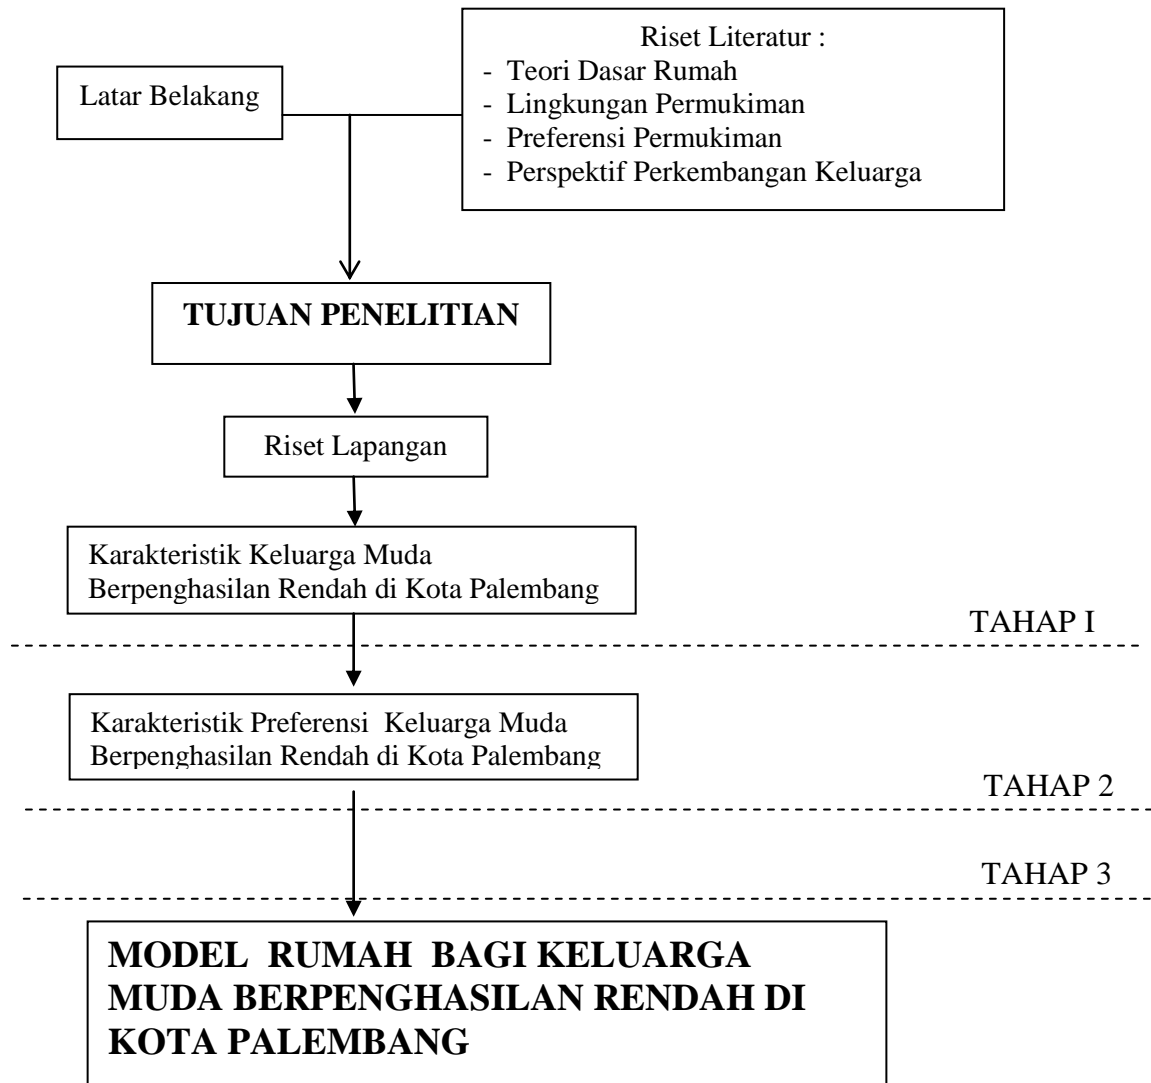 Latar Belakang
Riset Literatur :
- Teori Dasar Rumah
- Lingkungan Permukiman
- Preferensi Permukiman
- Perspektif Perkembangan Keluarga
TUJUAN PENELITIAN
Riset Lapangan
Karakteristik Keluarga Muda
Berpenghasilan Rendah di Kota Palembang
TAHAP I
Karakteristik Preferensi Keluarga Muda
Berpenghasilan Rendah di Kota Palembang
TAHAP 2
TAHAP 3
MODEL RUMAH BAGI KELUARGA
MUDA BERPENGHASILAN RENDAH DI
KOTA PALEMBANG